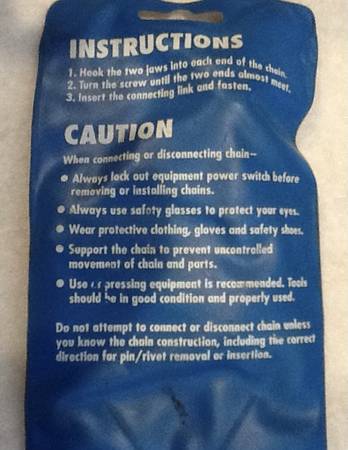 INSTRUCTIONS
1. Hook the two jaws into each end of the chain.
2. Turn the screw until the two ends almost meet.
3. Insert the connecting link and fasten.
CAUTION
When connecting or disconnecting chain—
• Always lock out equipment power switch before
removing or installing chains.
• Always use safety glasses to protect your eyes.
• Wear protective clothing, gloves and safety shoes.
• Support the chain to prevent uncontrolled
movement of chain and parts.
• Use pressing equipment is recommended. Tools
should be in good condition and properly used.
Do not attempt to connect or disconnect chain unless
you know the chain construction, including the correct
direction for pin/rivet removal or insertion.